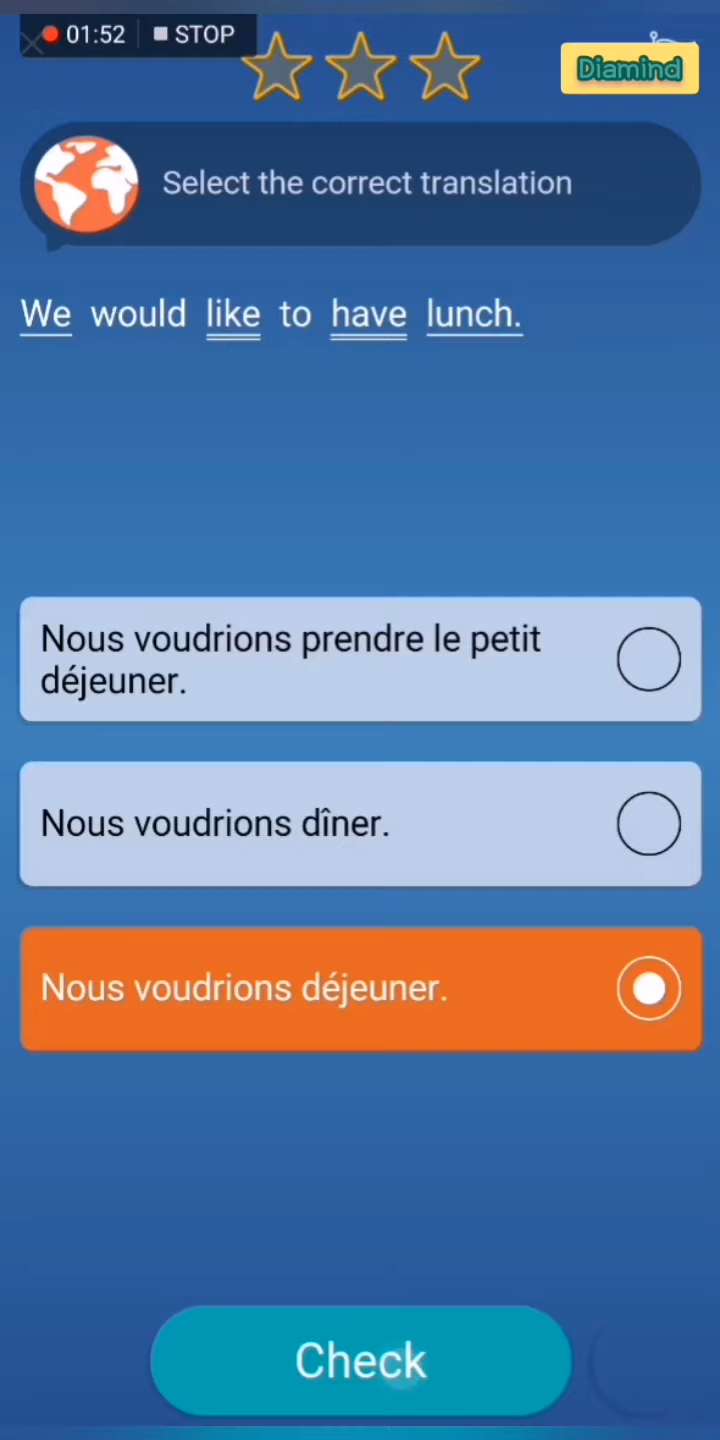 01:52 STOP
Diamind
Select the correct translation
We would like to have lunch.
Nous voudrions prendre le petit
déjeuner.
Nous voudrions dîner.
Nous voudrions déjeuner.
Check